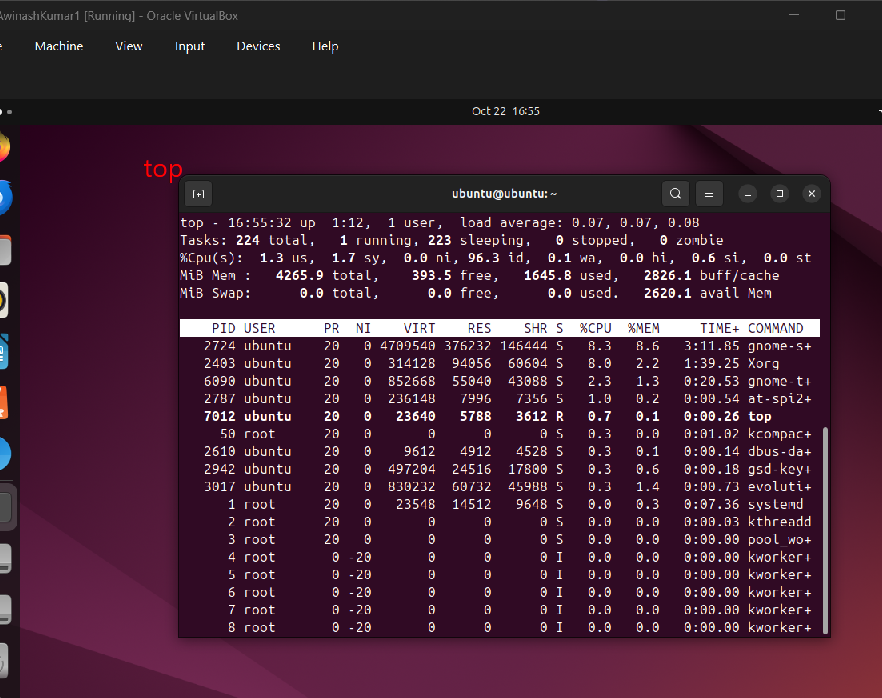 AwinashKumar1 [Running] - Oracle VirtualBox
e Machine View Input Devices Help
Oct 22 16:55
top
ubuntu@ubuntu: ~
top - 16:55:32 up  1:12,  1 user,  load average: 0.07, 0.07, 0.08
Tasks: 224 total,   1 running, 223 sleeping,   0 stopped,   0 zombie
%Cpu(s):  1.3 us,  1.7 sy,  0.0 ni, 96.3 id,  0.1 wa,  0.0 hi,  0.6 si,  0.0 st
MiB Mem :   4265.9 total,    393.5 free,   1645.8 used,   2826.1 buff/cache
MiB Swap:      0.0 total,      0.0 free,      0.0 used.   2620.1 avail Mem
PID USER PR NI VIRT RES SHR S %CPU %MEM TIME+ COMMAND
2724 ubuntu 20 0 4709540 376232 146444 S 8.3 8.6 3:11.85 gnome-s+
2403 ubuntu 20 0 314128 94056 60604 S 8.0 2.2 1:39.25 Xorg
6090 ubuntu 20 0 852668 55040 43088 S 2.3 1.3 0:20.53 gnome-t+
2787 ubuntu 20 0 236148 7996 7356 S 1.0 0.2 0:00.54 at-spi2+
7012 ubuntu 20 0 23640 5788 3612 R 0.7 0.1 0:00.26 top
50 root 20 0 0 0 0 S 0.3 0.0 0:01.02 kcompac+
2610 ubuntu 20 0 9612 4912 4528 S 0.3 0.1 0:00.14 dbus-da+
2942 ubuntu 20 0 497204 24516 17800 S 0.3 0.6 0:00.18 gsd-key+
3017 ubuntu 20 0 830232 60732 45988 S 0.3 1.4 0:00.73 evoluti+
1 root 20 0 23548 14512 9648 S 0.0 0.3 0:07.36 systemd
2 root 20 0 0 0 0 S 0.0 0.0 0:00.03 kthreadd
3 root 20 0 0 0 0 S 0.0 0.0 0:00.00 pool_wo+
4 root 0 -20 0 0 0 I 0.0 0.0 0:00.00 kworker+
5 root 0 -20 0 0 0 I 0.0 0.0 0:00.00 kworker+
6 root 0 -20 0 0 0 I 0.0 0.0 0:00.00 kworker+
7 root 0 -20 0 0 0 I 0.0 0.0 0:00.00 kworker+
8 root 0 -20 0 0 0 I 0.0 0.0 0:00.00 kworker+